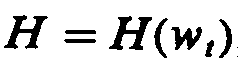 H = H(w_t)